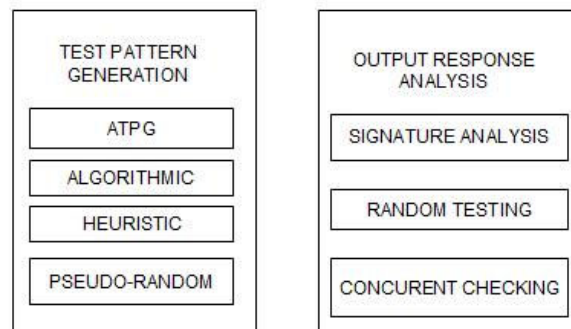 TEST PATTERN
GENERATION
ATPG
ALGORITHMIC
HEURISTIC
PSEUDO-RANDOM
OUTPUT RESPONSE
ANALYSIS
SIGNATURE ANALYSIS
RANDOM TESTING
CONCURENT CHECKING